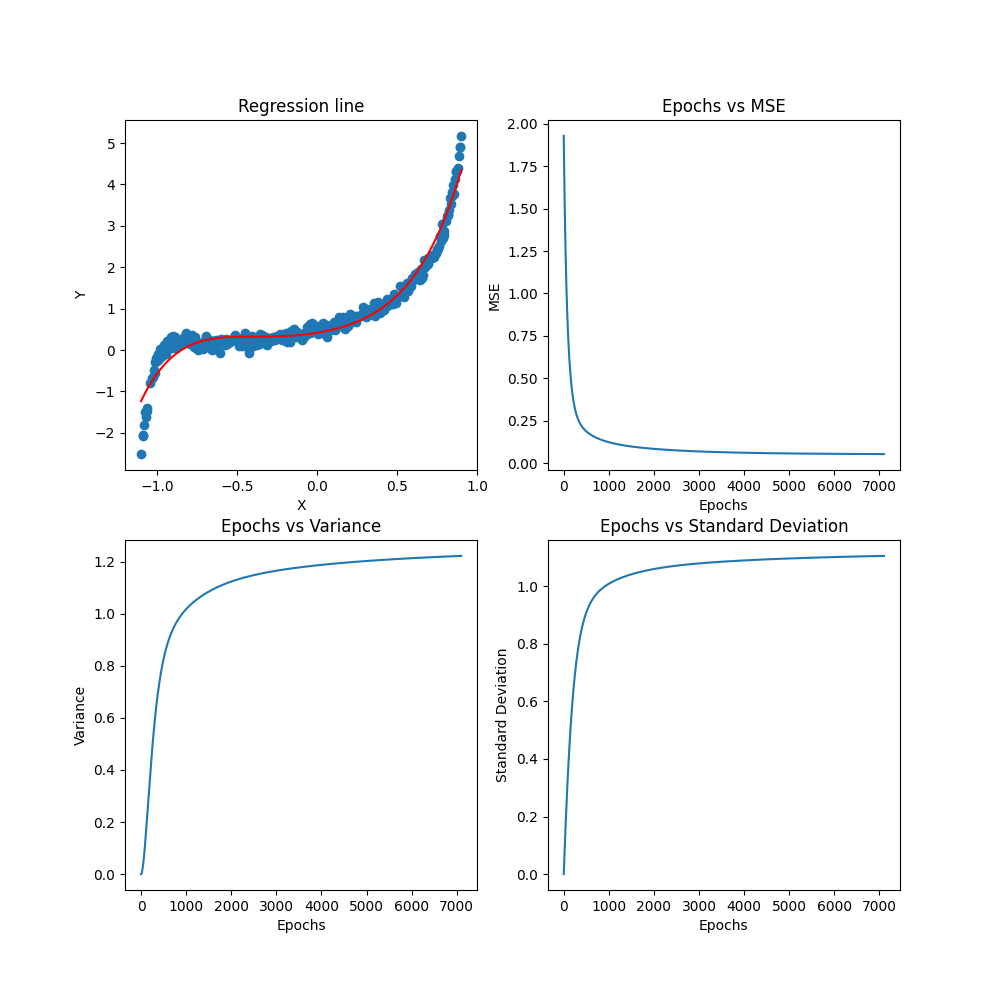 Regression line
Y
5
4
3
2
1
0
−1
−2
−1.0 −0.5 0.0 0.5 1.0
X
Epochs vs MSE
MSE
2.00
1.75
1.50
1.25
1.00
0.75
0.50
0.25
0.00
0 1000 2000 3000 4000 5000 6000 7000
Epochs
Epochs vs Variance
Variance
1.2
1.0
0.8
0.6
0.4
0.2
0.0
0 1000 2000 3000 4000 5000 6000 7000
Epochs
Epochs vs Standard Deviation
Standard Deviation
1.0
0.8
0.6
0.4
0.2
0.0
0 1000 2000 3000 4000 5000 6000 7000
Epochs